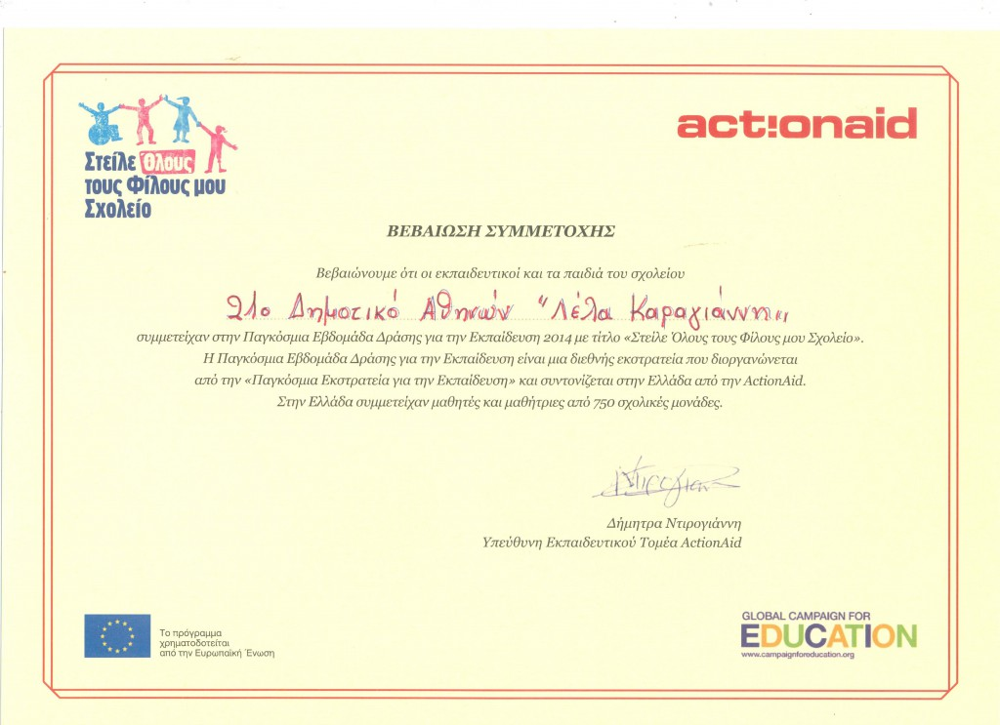 Στείλε Όλους
τους Φίλους μου
Σχολείο
act!onaid
ΒΕΒΑΙΩΣΗ ΣΥΜΜΕΤΟΧΗΣ
Βεβαιώνουμε ότι οι εκπαιδευτικοί και τα παιδιά του σχολείου
21ο Δημοτικό Αθηνών "Λέλα Καραγιάννη"
συμμετείχαν στην Παγκόσμια Εβδομάδα Δράσης για την Εκπαίδευση 2014 με τίτλο «Στείλε Όλους τους Φίλους μου Σχολείο».
Η Παγκόσμια Εβδομάδα Δράσης για την Εκπαίδευση είναι μια διεθνής εκστρατεία που διοργανώνεται
από την «Παγκόσμια Εκστρατεία για την Εκπαίδευση» και συντονίζεται στην Ελλάδα από την ActionAid.
Στην Ελλάδα συμμετείχαν μαθητές και μαθήτριες από 750 σχολικές μονάδες.
Δήμητρα Ντιρογιάννη
Υπεύθυνη Εκπαιδευτικού Τομέα ActionAid
Το πρόγραμμα
χρηματοδοτείται
από την Ευρωπαϊκή Ένωση
GLOBAL CAMPAIGN FOR
EDUCATION
www.campaignforeducation.org